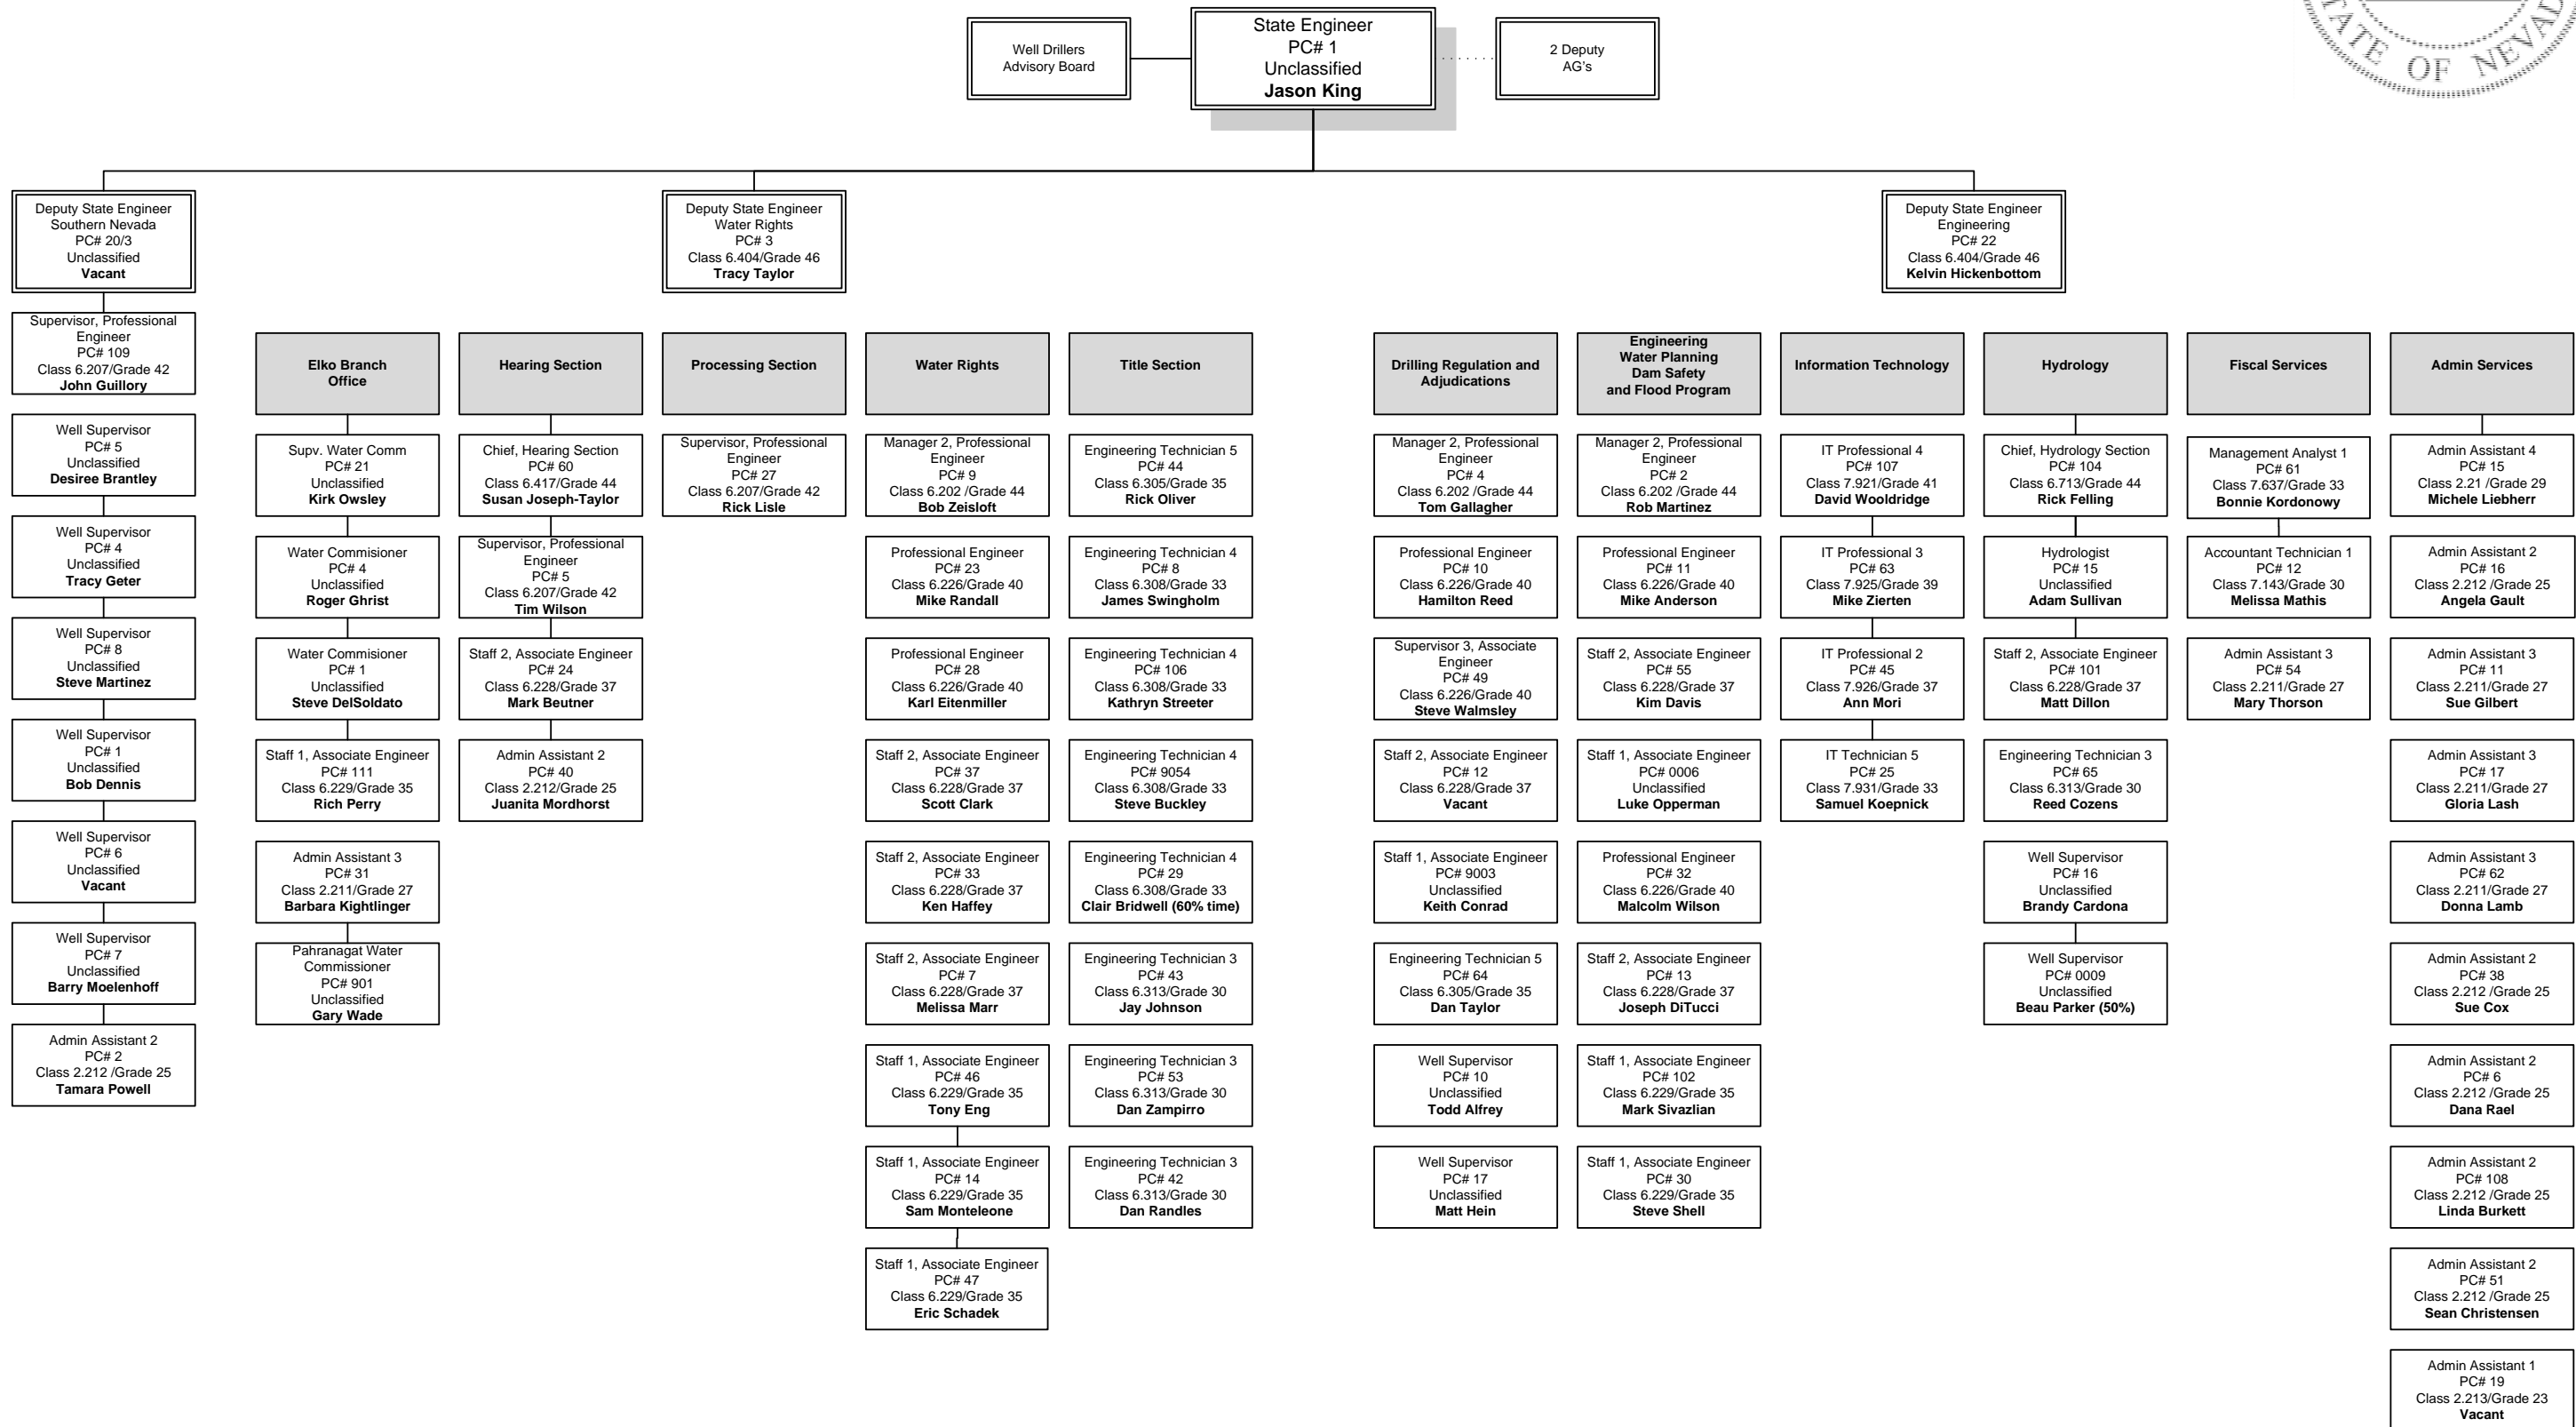 STATE OF NEVAD
Well Drillers
Advisory Board
State Engineer
PC# 1
Unclassified
Jason King
2 Deputy
AG's
Deputy State Engineer
Southern Nevada
PC# 20/3
Unclassified
Vacant
Deputy State Engineer
Water Rights
PC# 3
Class 6.404/Grade 46
Tracy Taylor
Deputy State Engineer
Engineering
PC# 22
Class 6.404/Grade 46
Kelvin Hickenbottom
Supervisor, Professional
Engineer
PC# 109
Class 6.207/Grade 42
John Guillory
Well Supervisor
PC# 5
Unclassified
Desiree Brantley
Well Supervisor
PC# 4
Unclassified
Tracy Geter
Well Supervisor
PC# 8
Unclassified
Steve Martinez
Well Supervisor
PC# 1
Unclassified
Bob Dennis
Well Supervisor
PC# 6
Unclassified
Vacant
Well Supervisor
PC# 7
Unclassified
Barry Moelenhoff
Admin Assistant 2
PC# 2
Class 2.212 /Grade 25
Tamara Powell
Elko Branch
Office
Supv. Water Comm
PC# 21
Unclassified
Kirk Owsley
Water Commisioner
PC# 4
Unclassified
Roger Ghrist
Water Commisioner
PC# 1
Unclassified
Steve DelSoldato
Staff 1, Associate Engineer
PC# 111
Class 6.229/Grade 35
Rich Perry
Admin Assistant 3
PC# 31
Class 2.211/Grade 27
Barbara Kightlinger
Pahranagat Water
Commissioner
PC# 901
Unclassified
Gary Wade
Hearing Section
Chief, Hearing Section
PC# 60
Class 6.417/Grade 44
Susan Joseph-Taylor
Supervisor, Professional
Engineer
PC# 5
Class 6.207/Grade 42
Tim Wilson
Staff 2, Associate Engineer
PC# 24
Class 6.228/Grade 37
Mark Beutner
Admin Assistant 2
PC# 40
Class 2.212/Grade 25
Juanita Mordhorst
Processing Section
Supervisor, Professional
Engineer
PC# 27
Class 6.207/Grade 42
Rick Lisle
Water Rights
Manager 2, Professional
Engineer
PC# 9
Class 6.202 /Grade 44
Bob Zeisloft
Professional Engineer
PC# 23
Class 6.226/Grade 40
Mike Randall
Professional Engineer
PC# 28
Class 6.226/Grade 40
Karl Eitenmiller
Staff 2, Associate Engineer
PC# 37
Class 6.228/Grade 37
Scott Clark
Staff 2, Associate Engineer
PC# 33
Class 6.228/Grade 37
Ken Haffey
Staff 2, Associate Engineer
PC# 7
Class 6.228/Grade 37
Melissa Marr
Staff 1, Associate Engineer
PC# 46
Class 6.229/Grade 35
Tony Eng
Staff 1, Associate Engineer
PC# 14
Class 6.229/Grade 35
Sam Monteleone
Staff 1, Associate Engineer
PC# 47
Class 6.229/Grade 35
Eric Schadek
Title Section
Engineering Technician 5
PC# 44
Class 6.305/Grade 35
Rick Oliver
Engineering Technician 4
PC# 8
Class 6.308/Grade 33
James Swingholm
Engineering Technician 4
PC# 106
Class 6.308/Grade 33
Kathryn Streeter
Engineering Technician 4
PC# 9054
Class 6.308/Grade 33
Steve Buckley
Engineering Technician 4
PC# 29
Class 6.308/Grade 33
Clair Bridwell (60% time)
Engineering Technician 3
PC# 43
Class 6.313/Grade 30
Jay Johnson
Engineering Technician 3
PC# 53
Class 6.313/Grade 30
Dan Zampirro
Engineering Technician 3
PC# 42
Class 6.313/Grade 30
Dan Randles
Drilling Regulation and
Adjudications
Manager 2, Professional
Engineer
PC# 4
Class 6.202 /Grade 44
Tom Gallagher
Professional Engineer
PC# 10
Class 6.226/Grade 40
Hamilton Reed
Supervisor 3, Associate
Engineer
PC# 49
Class 6.226/Grade 40
Steve Walmsley
Staff 2, Associate Engineer
PC# 12
Class 6.228/Grade 37
Vacant
Staff 1, Associate Engineer
PC# 9003
Unclassified
Keith Conrad
Engineering Technician 5
PC# 64
Class 6.305/Grade 35
Dan Taylor
Well Supervisor
PC# 10
Unclassified
Todd Alfrey
Well Supervisor
PC# 17
Unclassified
Matt Hein
Engineering
Water Planning
Dam Safety
and Flood Program
Manager 2, Professional
Engineer
PC# 2
Class 6.202 /Grade 44
Rob Martinez
Professional Engineer
PC# 11
Class 6.226/Grade 40
Mike Anderson
Staff 2, Associate Engineer
PC# 55
Class 6.228/Grade 37
Kim Davis
Staff 1, Associate Engineer
PC# 0006
Unclassified
Luke Opperman
Professional Engineer
PC# 32
Class 6.226/Grade 40
Malcolm Wilson
Staff 2, Associate Engineer
PC# 13
Class 6.228/Grade 37
Joseph DiTucci
Staff 1, Associate Engineer
PC# 102
Class 6.229/Grade 35
Mark Sivazlian
Staff 1, Associate Engineer
PC# 30
Class 6.229/Grade 35
Steve Shell
Information Technology
IT Professional 4
PC# 107
Class 7.921/Grade 41
David Wooldridge
IT Professional 3
PC# 63
Class 7.925/Grade 39
Mike Zierten
IT Professional 2
PC# 45
Class 7.926/Grade 37
Ann Mori
IT Technician 5
PC# 25
Class 7.931/Grade 33
Samuel Koepnick
Hydrology
Chief, Hydrology Section
PC# 104
Class 6.713/Grade 44
Rick Felling
Hydrologist
PC# 15
Unclassified
Adam Sullivan
Staff 2, Associate Engineer
PC# 101
Class 6.228/Grade 37
Matt Dillon
Engineering Technician 3
PC# 65
Class 6.313/Grade 30
Reed Cozens
Well Supervisor
PC# 16
Unclassified
Brandy Cardona
Well Supervisor
PC# 0009
Unclassified
Beau Parker (50%)
Fiscal Services
Management Analyst 1
PC# 61
Class 7.637/Grade 33
Bonnie Kordonowy
Accountant Technician 1
PC# 12
Class 7.143/Grade 30
Melissa Mathis
Admin Assistant 3
PC# 54
Class 2.211/Grade 27
Mary Thorson
Admin Services
Admin Assistant 4
PC# 15
Class 2.21 /Grade 29
Michele Liebherr
Admin Assistant 2
PC# 16
Class 2.212 /Grade 25
Angela Gault
Admin Assistant 3
PC# 11
Class 2.211/Grade 27
Sue Gilbert
Admin Assistant 3
PC# 17
Class 2.211/Grade 27
Gloria Lash
Admin Assistant 3
PC# 62
Class 2.211/Grade 27
Donna Lamb
Admin Assistant 2
PC# 38
Class 2.212 /Grade 25
Sue Cox
Admin Assistant 2
PC# 6
Class 2.212 /Grade 25
Dana Rael
Admin Assistant 2
PC# 108
Class 2.212 /Grade 25
Linda Burkett
Admin Assistant 2
PC# 51
Class 2.212 /Grade 25
Sean Christensen
Admin Assistant 1
PC# 19
Class 2.213/Grade 23
Vacant